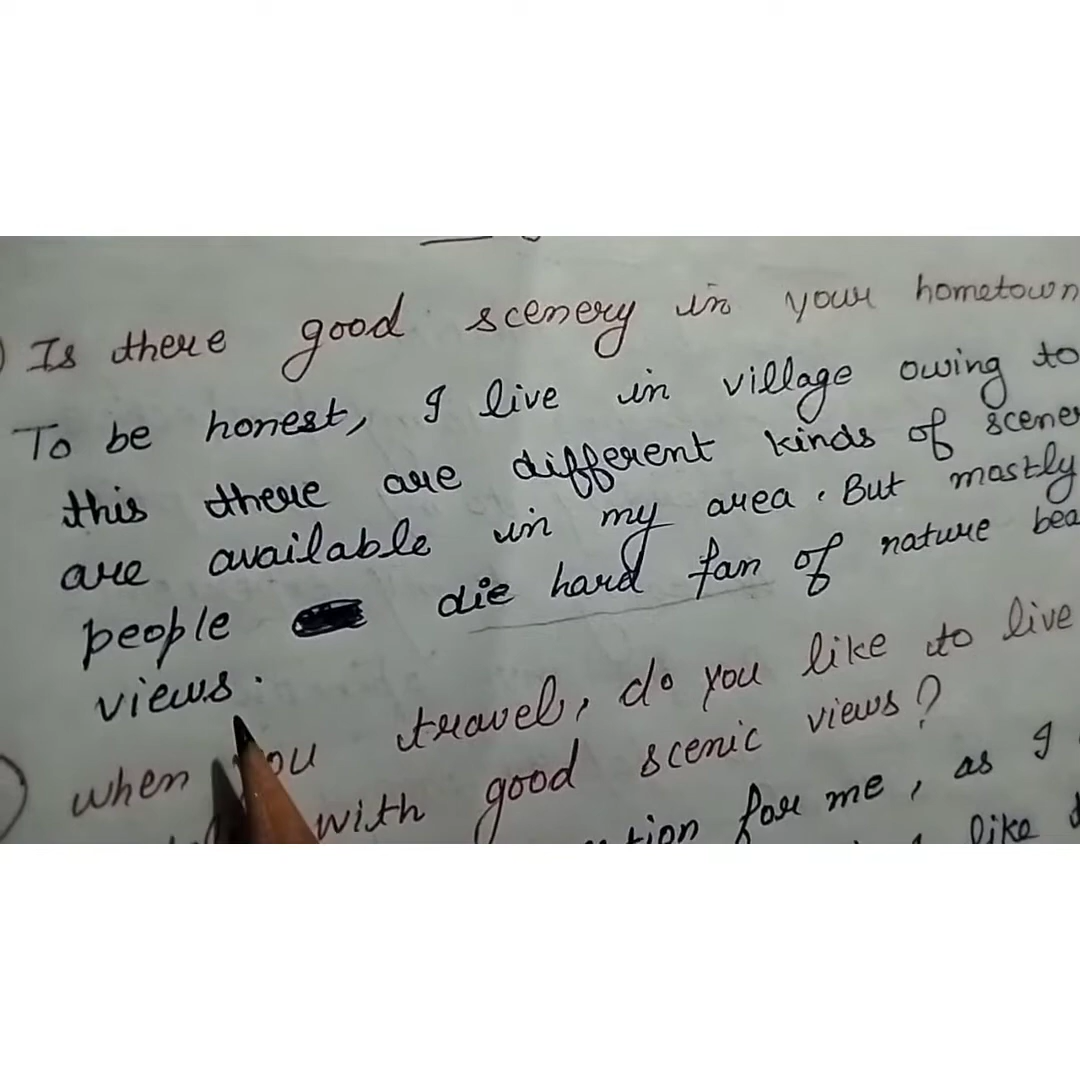 Is there good scenery in your hometown
To be honest, I live in village owing to
this there are different kinds of scener
are available in my area. But mostly
people die hard fan of nature bea
views.
when you travel, do you like to live
with good scenic views?
for me, as I
like